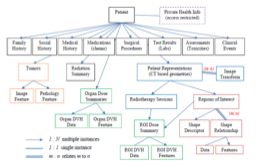 Patient
Private Health Info
(access restricted)
Family
History
Social
History
Medical
History
Medications
(chemo)
Surgical
Procedures
Test Results
(Labs)
Assessments
(Toxicities)
Clinical
Events
Tumors
Radiation
Summary
Patient Representations
(CT based geometries)
Image
Transform
Image
Feature
Pathology
Feature
Organ Dose
Summaries
Radiotherapy Sessions
Regions of Interest
Organ DVH
Data
Organ DVH
Features
ROI Dose
Summary
Shape
Descriptor
Shape
Relationship
ROI DVH
Data
ROI DVH
Features
Data
Features
multiple instances
single instance
relates m to n